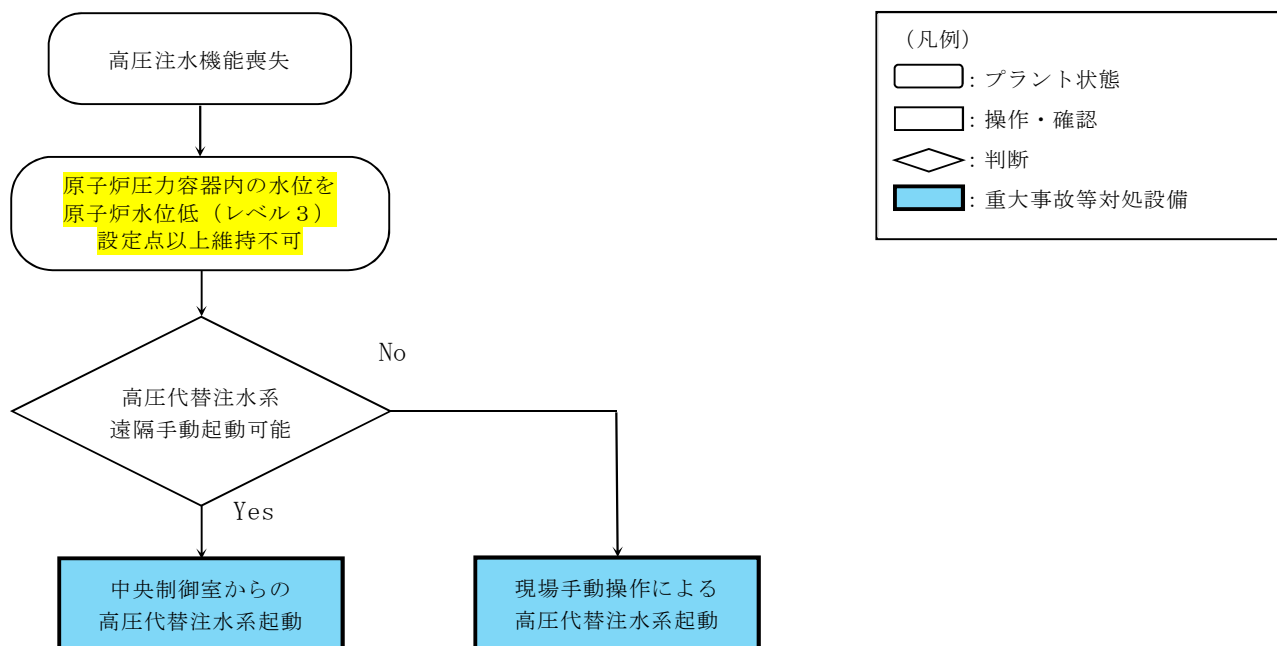 高圧注水機能喪失
原子炉圧力容器内の水位を
原子炉水位低（レベル３）
設定点以上維持不可
高圧代替注水系
遠隔手動起動可能
No
Yes
中央制御室からの
高圧代替注水系起動
現場手動操作による
高圧代替注水系起動
（凡例）
：プラント状態
：操作・確認
：判断
：重大事故等対処設備